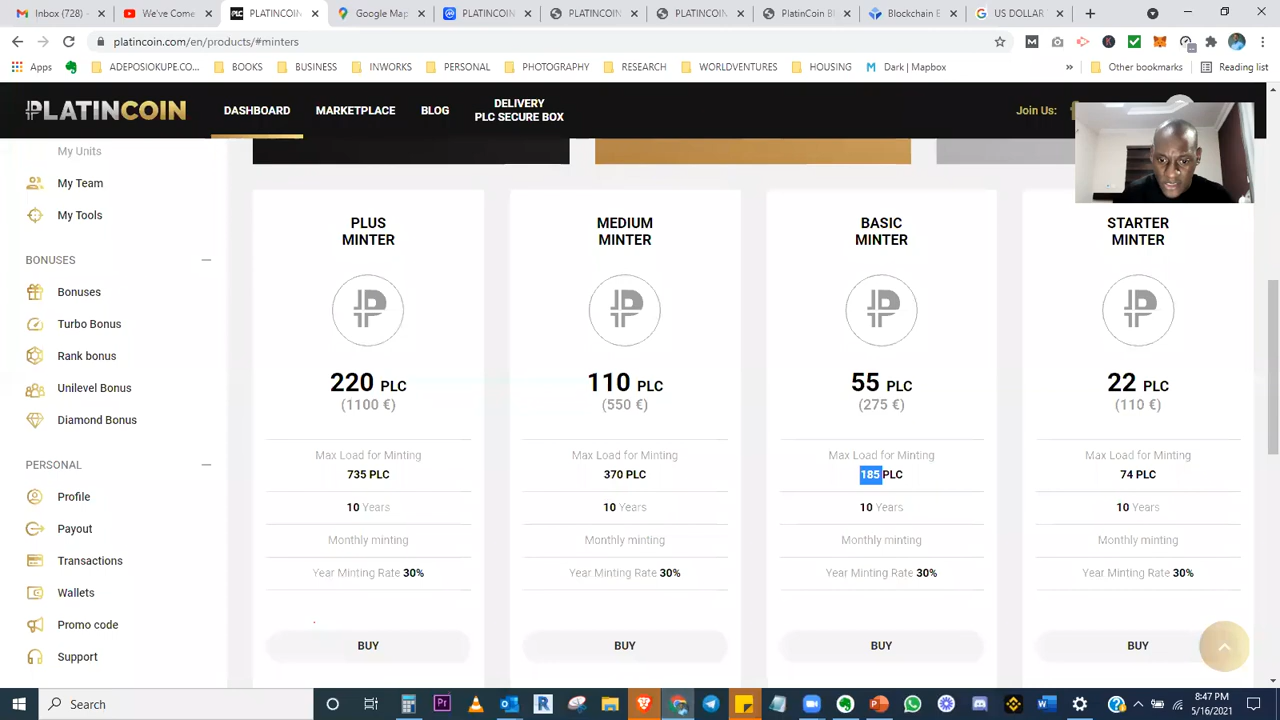 Inbox (728) -
We've Come
PLC
PLATINCOIN
Google Map
PLATINCOIN
PLATINCOIN
PLATINCOIN
PlatinCoin
Blockchain
US DOLLAR
platincoin.com/en/products/#minters
Apps
ADEPOSIOKUPE.CO...
BOOKS
BUSINESS
INWORKS
PERSONAL
PHOTOGRAPHY
RESEARCH
WORLDVENTURES
HOUSING
Dark | Mapbox
»
Other bookmarks
Reading list
PLATINCOIN
DASHBOARD
MARKETPLACE
BLOG
DELIVERY
PLC SECURE BOX
Join Us:
My Units
My Team
My Tools
BONUSES
Bonuses
Turbo Bonus
Rank bonus
Unilevel Bonus
Diamond Bonus
PERSONAL
Profile
Payout
Transactions
Wallets
Promo code
Support
PLUS
MINTER
220 PLC
(1100 €)
Max Load for Minting
735 PLC
10 Years
Monthly minting
Year Minting Rate 30%
BUY
MEDIUM
MINTER
110 PLC
(550 €)
Max Load for Minting
370 PLC
10 Years
Monthly minting
Year Minting Rate 30%
BUY
BASIC
MINTER
55 PLC
(275 €)
Max Load for Minting
185 PLC
10 Years
Monthly minting
Year Minting Rate 30%
BUY
STARTER
MINTER
22 PLC
(110 €)
Max Load for Minting
74 PLC
10 Years
Monthly minting
Year Minting Rate 30%
BUY
Search
8:47 PM
5/16/2021